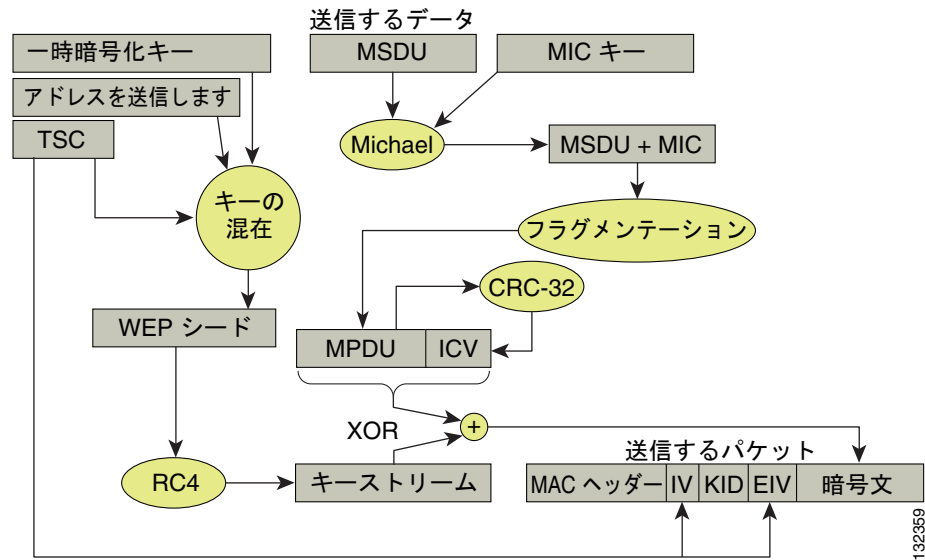 送信するデータ
一時暗号化キー
MSDU
MIC キー
アドレスを送信します
TSC
Michael
MSDU + MIC
キーの
混在
フラグメンテーション
CRC-32
WEP シード
MPDU
ICV
XOR
+
送信するパケット
RC4
キーストリーム
MAC ヘッダー
IV
KID
EIV
暗号文
132359